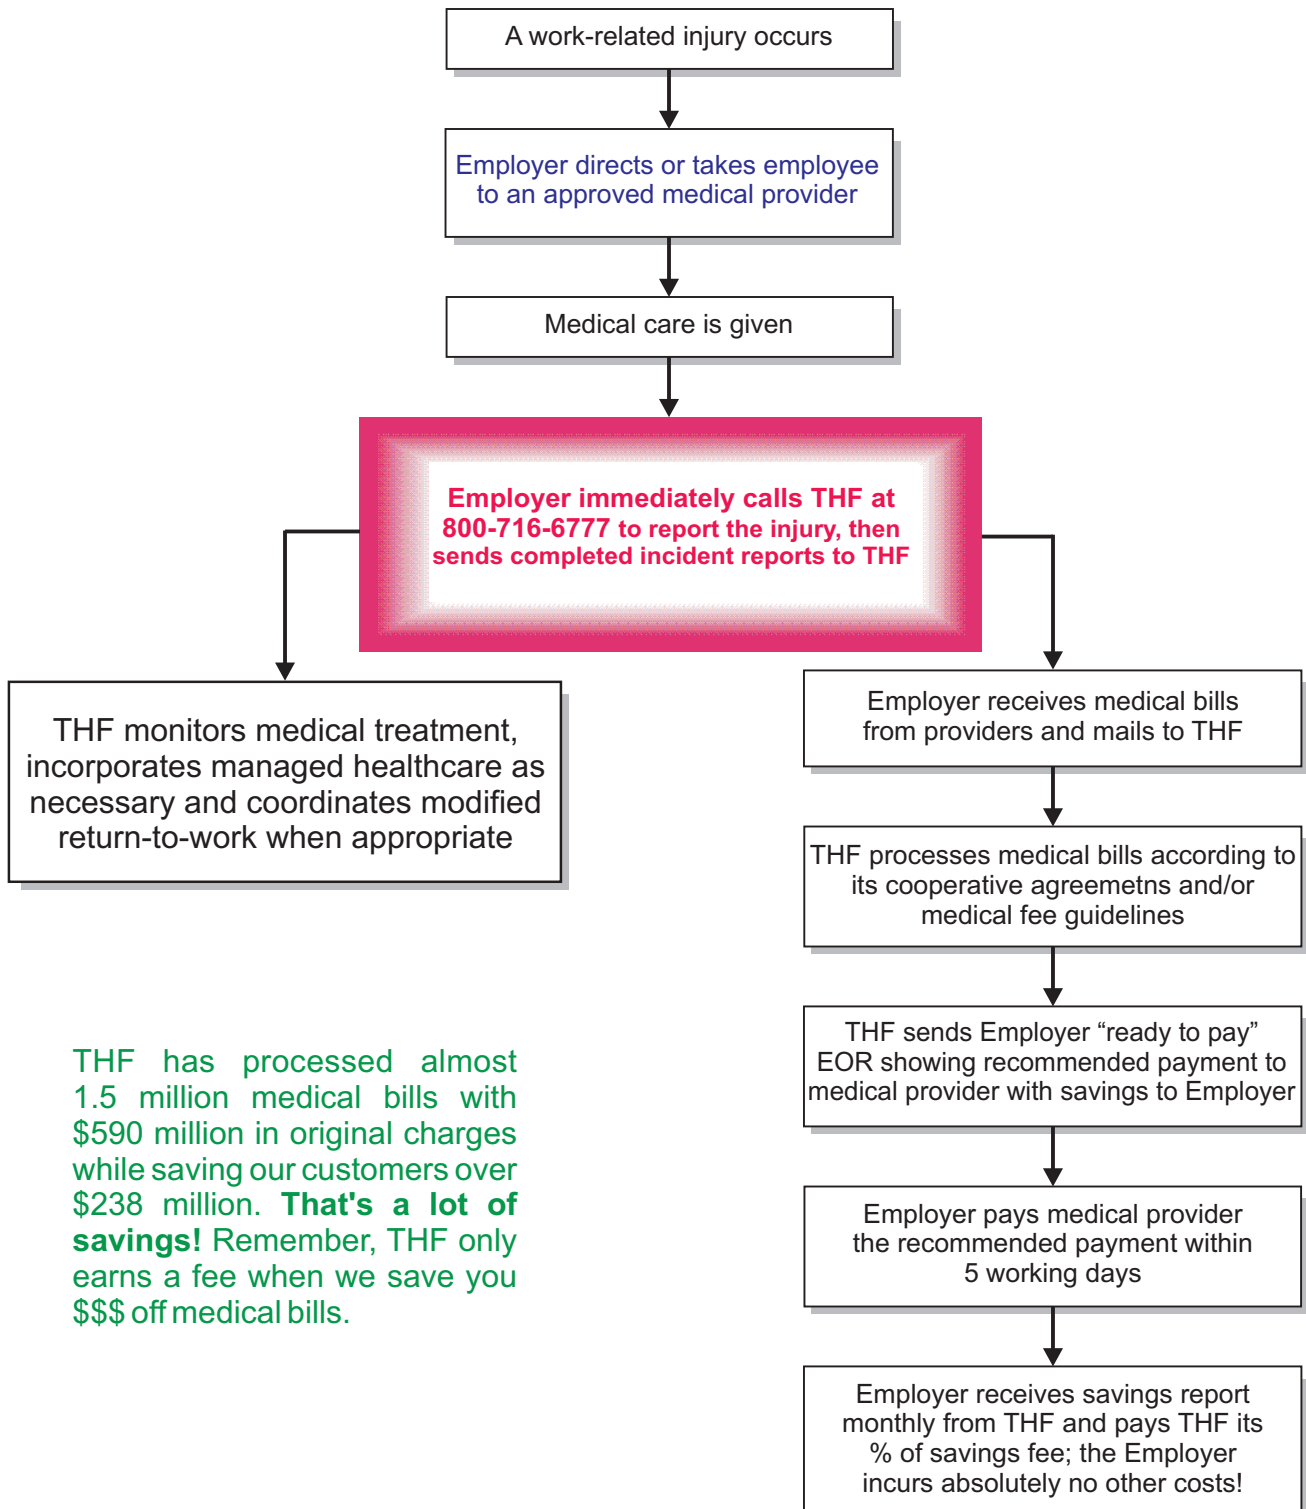 A work-related injury occurs
Employer directs or takes employee
to an approved medical provider
Medical care is given
Employer immediately calls THF at
800-716-6777 to report the injury, then
sends completed incident reports to THF
THF monitors medical treatment,
incorporates managed healthcare as
necessary and coordinates modified
return-to-work when appropriate
Employer receives medical bills
from providers and mails to THF
THF processes medical bills according to
its cooperative agreemetns and/or
medical fee guidelines
THF sends Employer “ready to pay”
EOR showing recommended payment to
medical provider with savings to Employer
Employer pays medical provider
the recommended payment within
5 working days
Employer receives savings report
monthly from THF and pays THF its
% of savings fee; the Employer
incurs absolutely no other costs!
THF has processed almost
1.5 million medical bills with
$590 million in original charges
while saving our customers over
$238 million. That's a lot of
savings! Remember, THF only
earns a fee when we save you
$$$ off medical bills.